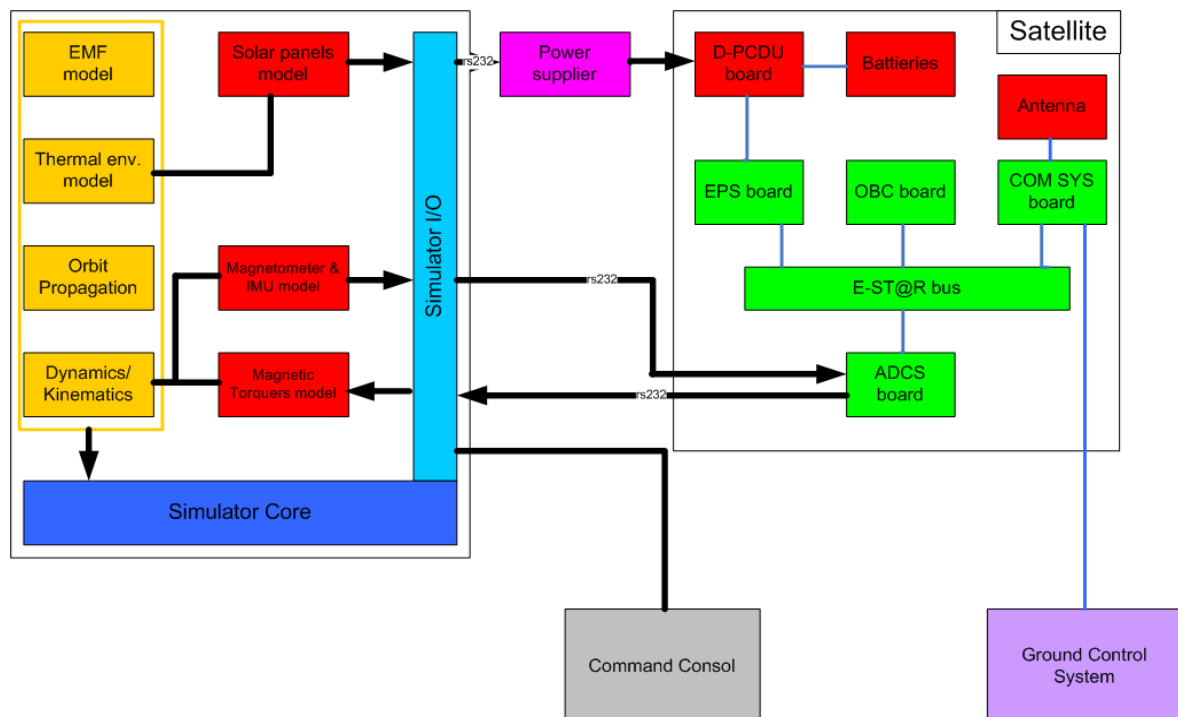 EMF
model
Solar panels
model
rs232
Power
supplier
D-PCDU
board
Battieries
Satellite
Antenna
Thermal env.
model
EPS board
OBC board
COM SYS
board
Simulator I/O
Orbit
Propagation
Magnetometer &
IMU model
rs232
E-ST@R bus
Dynamics/
Kinematics
Magnetic
Torquers model
rs232
ADCS
board
Simulator Core
Command Consol
Ground Control
System